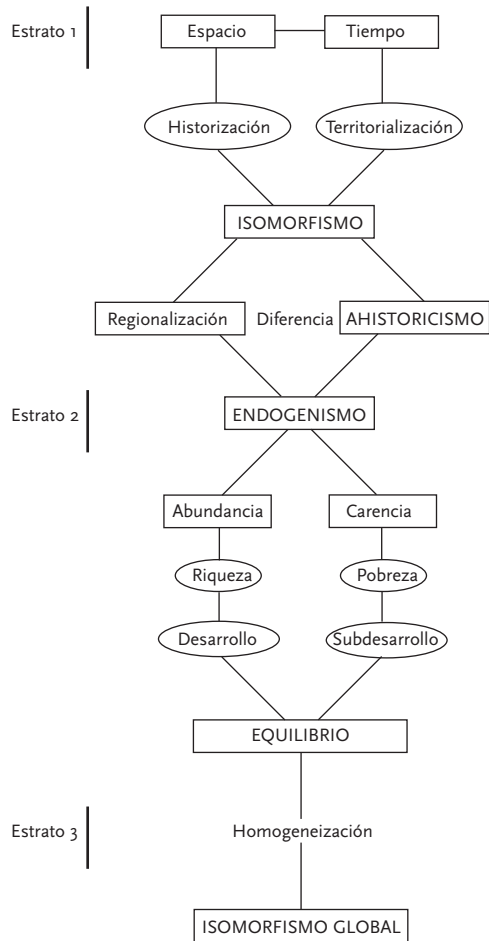 Estrato 1
Espacio
Tiempo
Historización
Territorialización
ISOMORFISMO
Regionalización
Diferencia
AHISTORICISMO
Estrato 2
ENDOGENISMO
Abundancia
Carencia
Riqueza
Pobreza
Desarrollo
Subdesarrollo
EQUILIBRIO
Estrato 3
Homogeneización
ISOMORFISMO GLOBAL